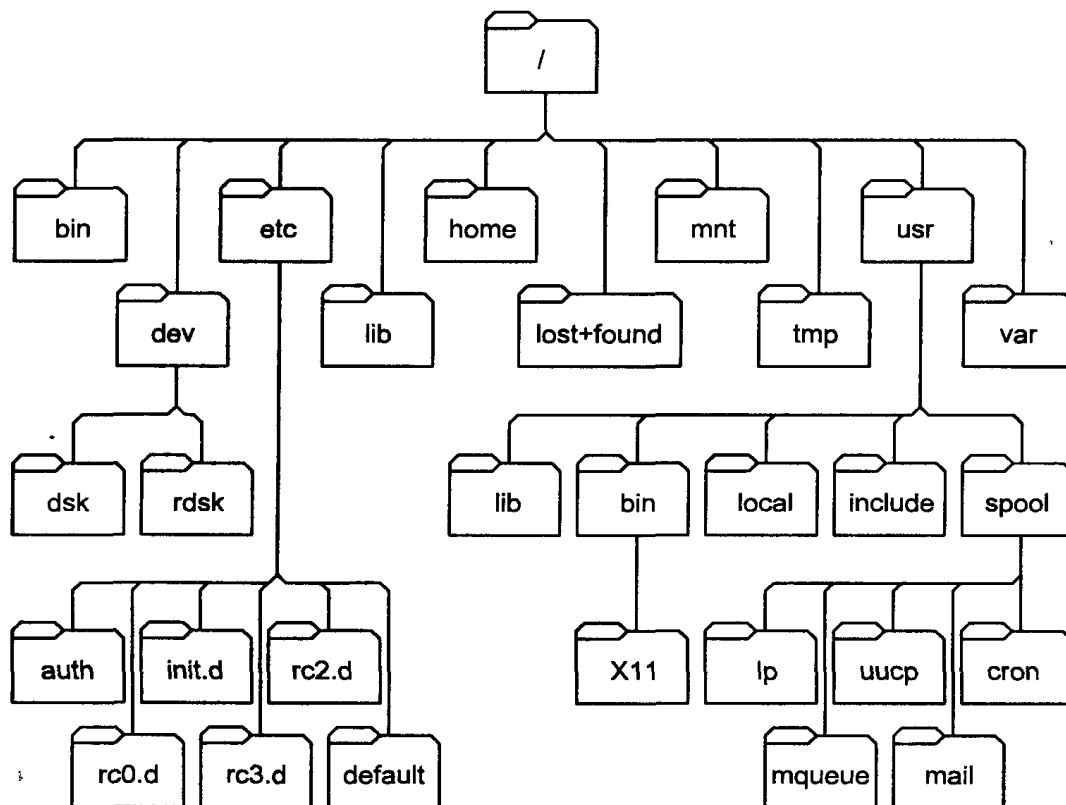 /
bin
etc
home
mnt
usr
dev
lib
lost+found
tmp
var
dsk
rdsk
lib
bin
local
include
spool
auth
init.d
rc2.d
X11
lp
uucp
cron
rc0.d
rc3.d
default
mqueue
mail